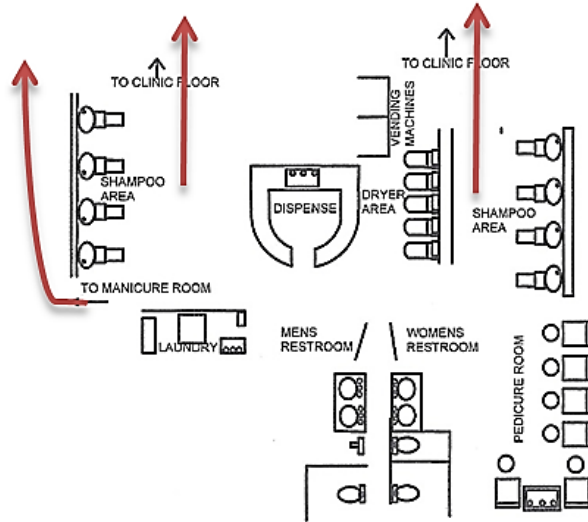 TO CLINIC FLOOR
TO CLINIC FLOOR
VENDING
MACHINES
SHAMPOO
AREA
DISPENSE
DRYER
AREA
SHAMPOO
AREA
TO MANICURE ROOM
LAUNDRY
MENS
RESTROOM
WOMENS
RESTROOM
PEDICURE ROOM